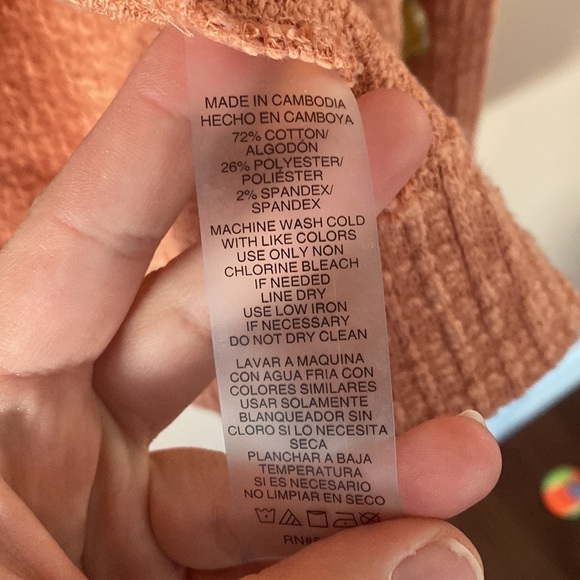 MADE IN CAMBODIA
HECHO EN CAMBOYA
72% COTTON/
ALGODÓN
26% POLYESTER/
POLIÉSTER
2% SPANDEX/
SPANDEX
MACHINE WASH COLD
WITH LIKE COLORS
USE ONLY NON
CHLORINE BLEACH
IF NEEDED
LINE DRY
USE LOW IRON
IF NECESSARY
DO NOT DRY CLEAN
LAVAR A MAQUINA
CON AGUA FRIA CON
COLORES SIMILARES
USAR SOLAMENTE
BLANQUEADOR SIN
CLORO SI LO NECESITA
SECA
PLANCHAR A BAJA
TEMPERATURA
SI ES NECESARIO
NO LIMPIAR EN SECO
RN#